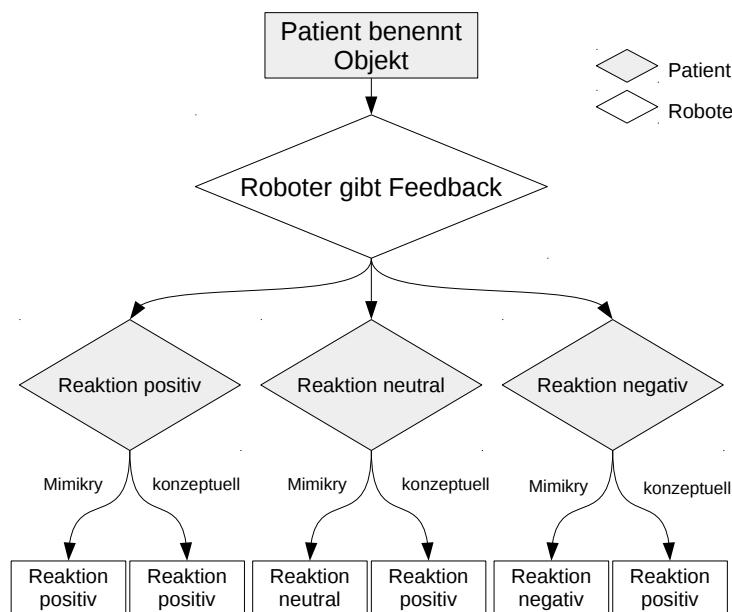 Patient benennt
Objekt
Patient
Robote
Roboter gibt Feedback
Reaktion positiv
Reaktion neutral
Reaktion negativ
Mimikry
konzeptuell
Mimikry
konzeptuell
Mimikry
konzeptuell
Reaktion
positiv
Reaktion
positiv
Reaktion
neutral
Reaktion
positiv
Reaktion
negativ
Reaktion
positiv